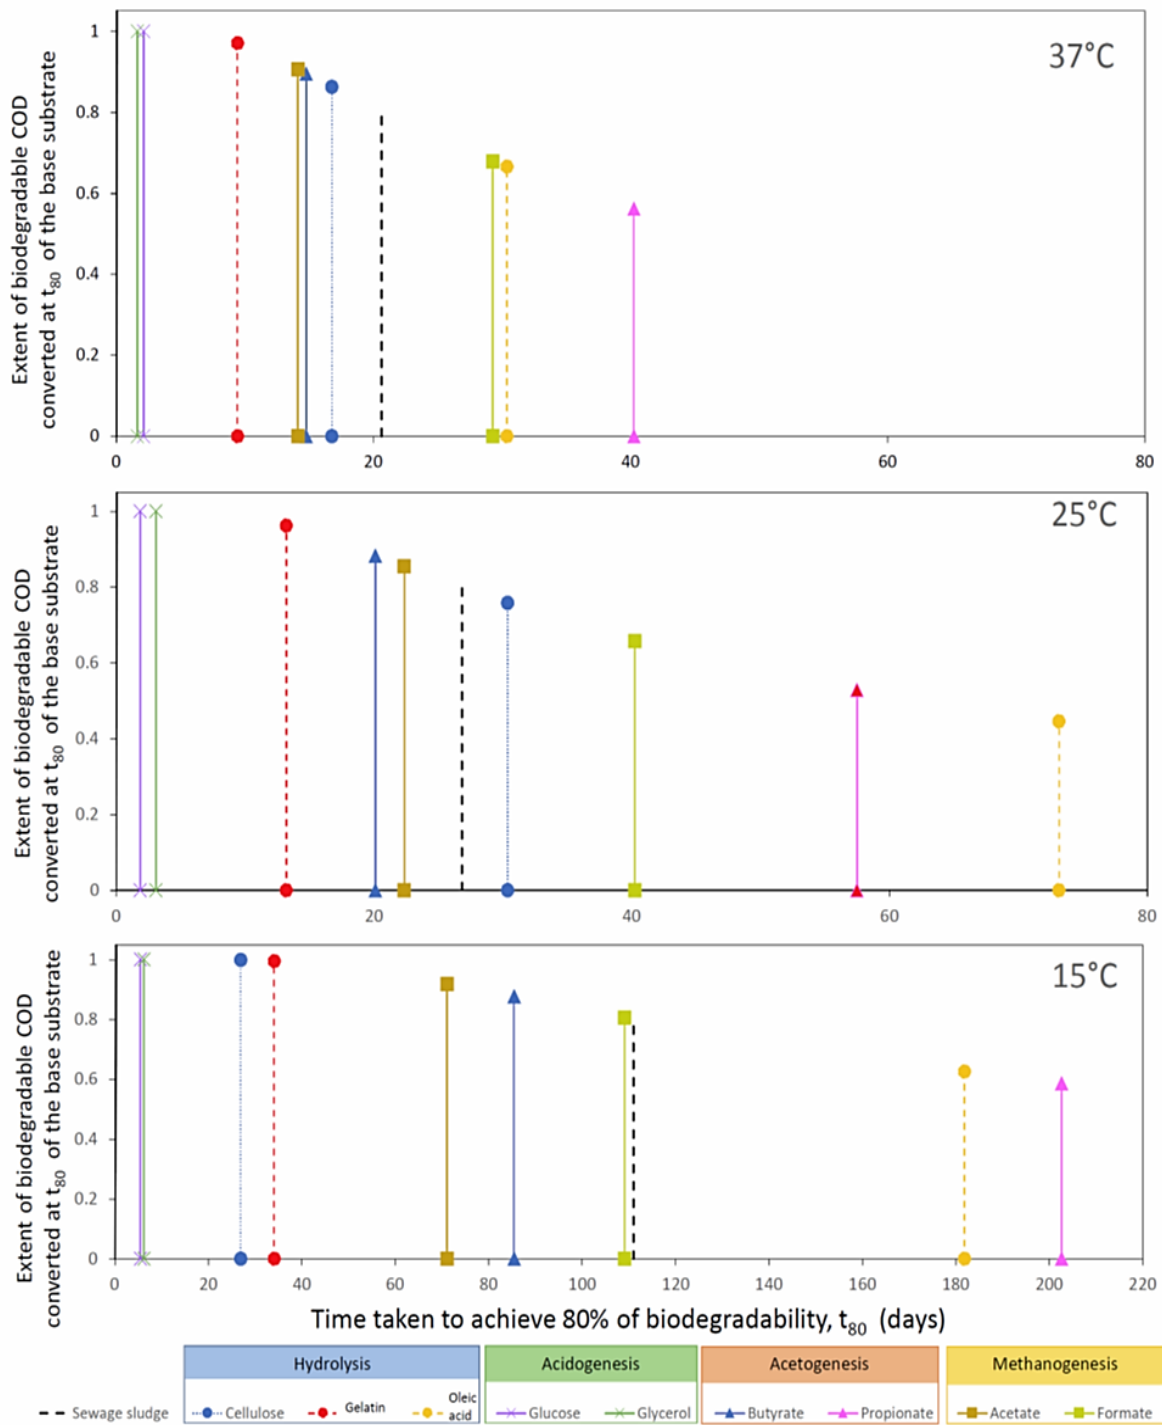 37°C
Extent of biodegradable COD
converted at t80 of the base substrate
1
0.8
0.6
0.4
0.2
0
0 20 40 60 80
25°C
Extent of biodegradable COD
converted at t80 of the base substrate
1
0.8
0.6
0.4
0.2
0
0 20 40 60 80
15°C
Extent of biodegradable COD
converted at t80 of the base substrate
1
0.8
0.6
0.4
0.2
0
0 20 40 60 80 100 120 140 160 180 200 220
Time taken to achieve 80% of biodegradability, t80 (days)
Hydrolysis Acidogenesis Acetogenesis Methanogenesis
Sewage sludge Cellulose Gelatin Oleic acid Glucose Glycerol Butyrate Propionate Acetate Formate